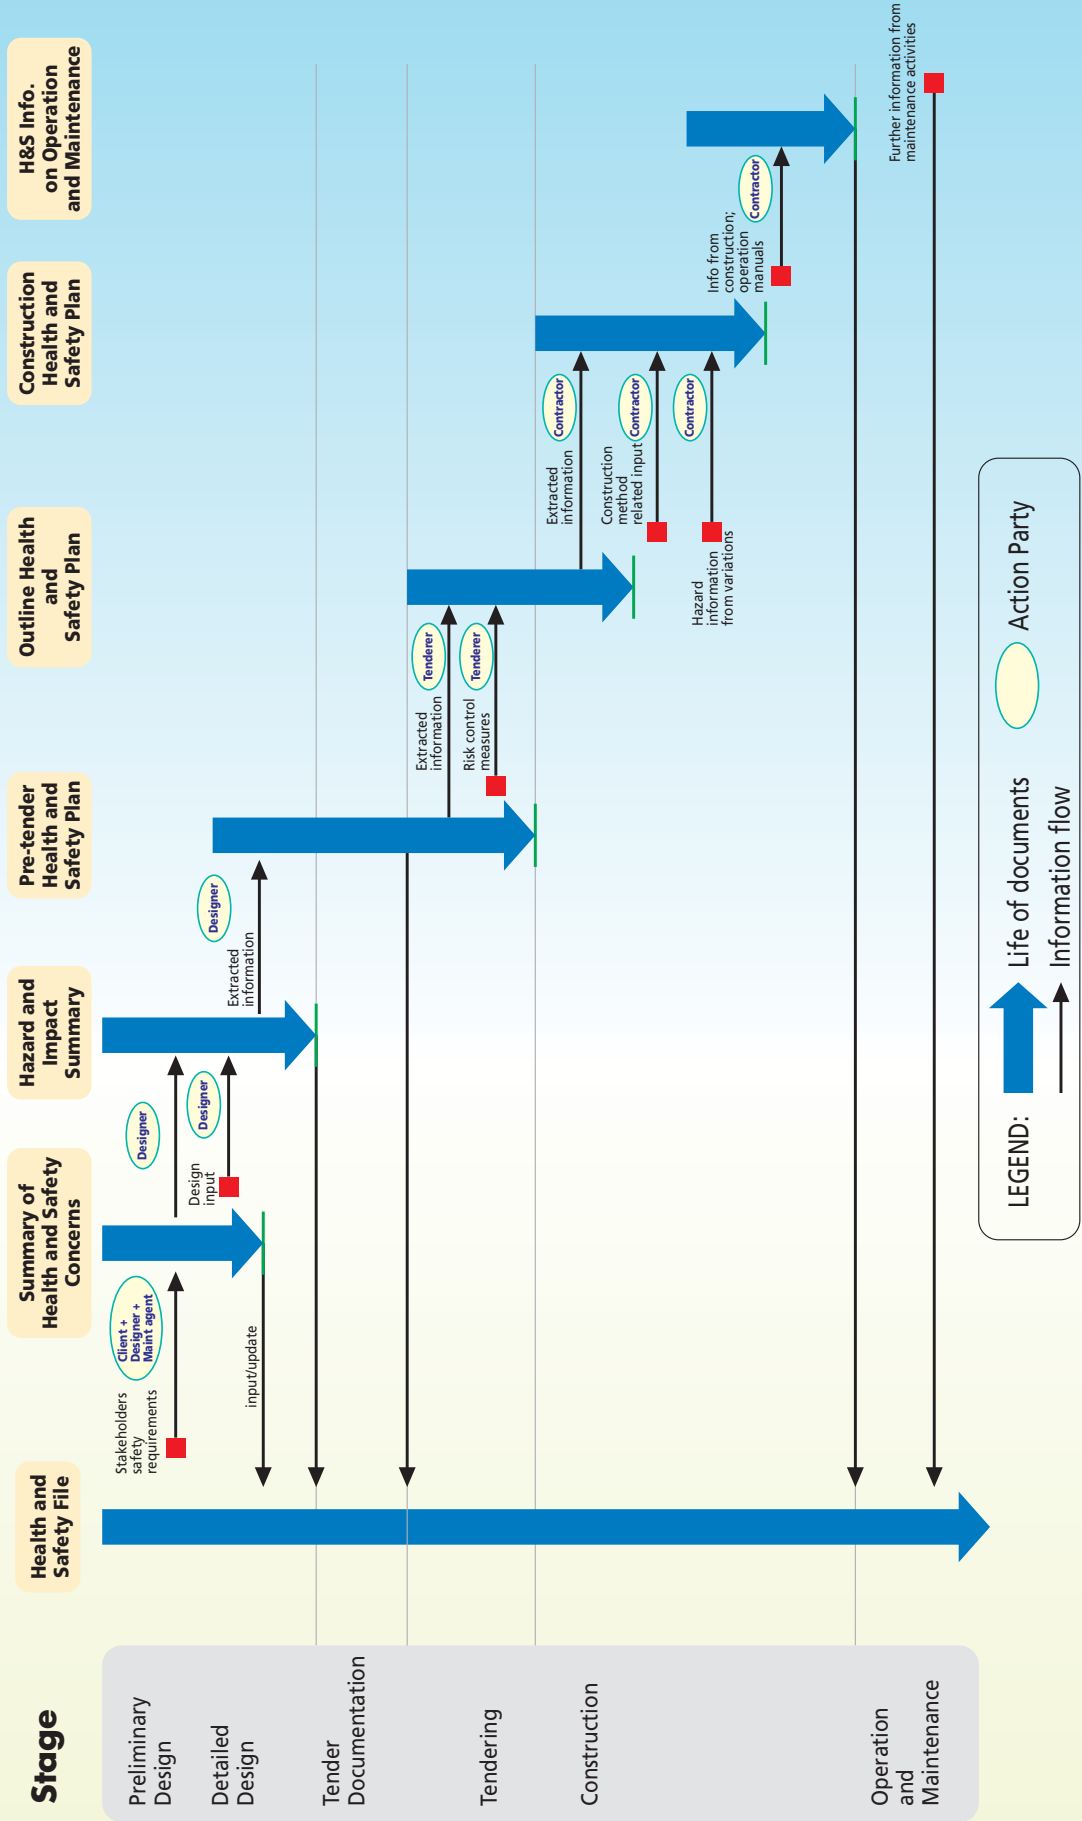 Stage
Health and
Safety File
Summary of
Health and Safety
Concerns
Hazard and
Impact
Summary
Pre-tender
Health and
Safety Plan
Outline Health
and
Safety Plan
Construction
Health and
Safety Plan
H&S Info.
on Operation
and Maintenance
Preliminary
Design
Detailed
Design
Tender
Documentation
Tendering
Construction
Operation
and
Maintenance
Stakeholders
safety
requirements
Client +
Designer +
Maint agent
input/update
Designer
Design
input
Designer
Extracted
information
Designer
Extracted
information
Tenderer
Risk control
measures
Tenderer
Extracted
information
Contractor
Construction
method
related input
Contractor
Hazard
information
from variations
Contractor
Info from
construction;
operation
manuals
Contractor
Further information from
maintenance activities
LEGEND:
Life of documents
Action Party
Information flow